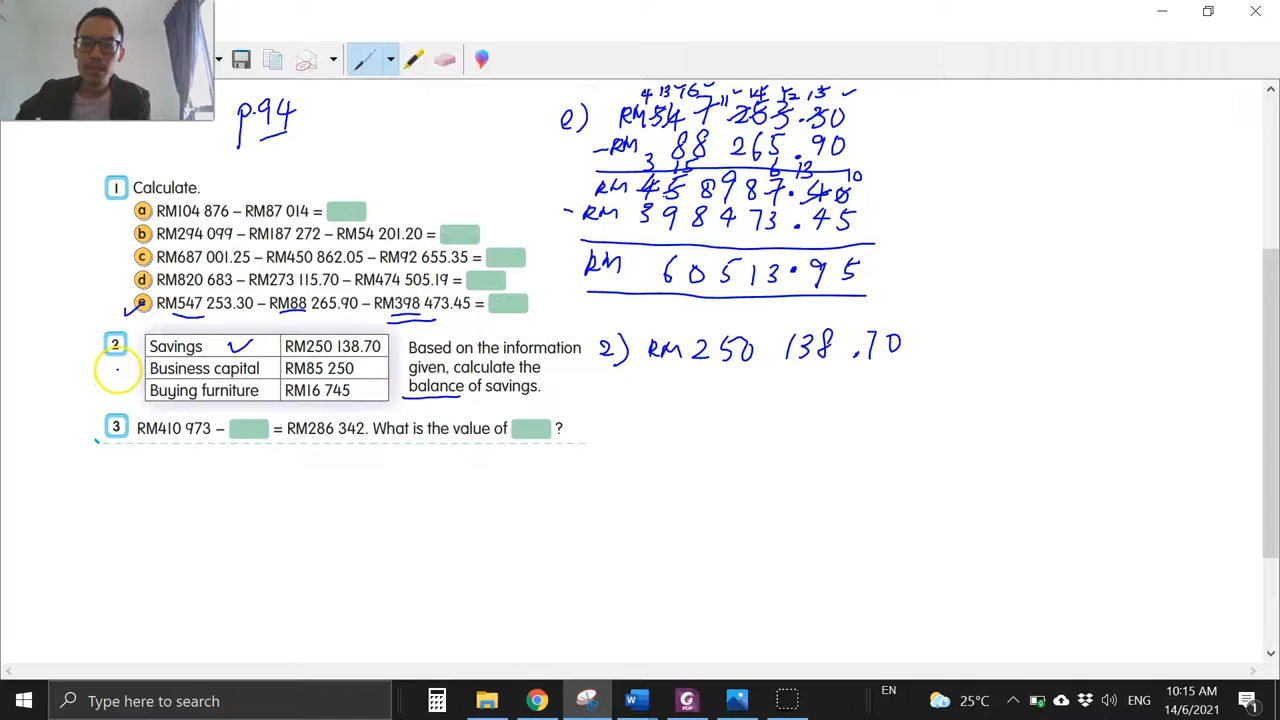 p.94
1 Calculate.
a RM104 876 – RM87 014 =
b RM294 099 – RM187 272 – RM54 201.20 =
c RM687 001.25 – RM450 862.05 – RM92 655.35 =
d RM820 683 – RM273 115.70 – RM474 505.19 =
e RM547 253.30 – RM88 265.90 – RM398 473.45 =
2
Savings RM250 138.70
Business capital RM85 250
Buying furniture RM16 745
Based on the information
given, calculate the
balance of savings.
3 RM410 973 – = RM286 342. What is the value of ?
e) RM 547 253.30
– RM 88 265.90
RM 458 987.40
– RM 398 473.45
RM 60 513.95
2) RM 250 138.70
Type here to search
EN
25°C
ENG
10:15 AM
14/6/2021
1